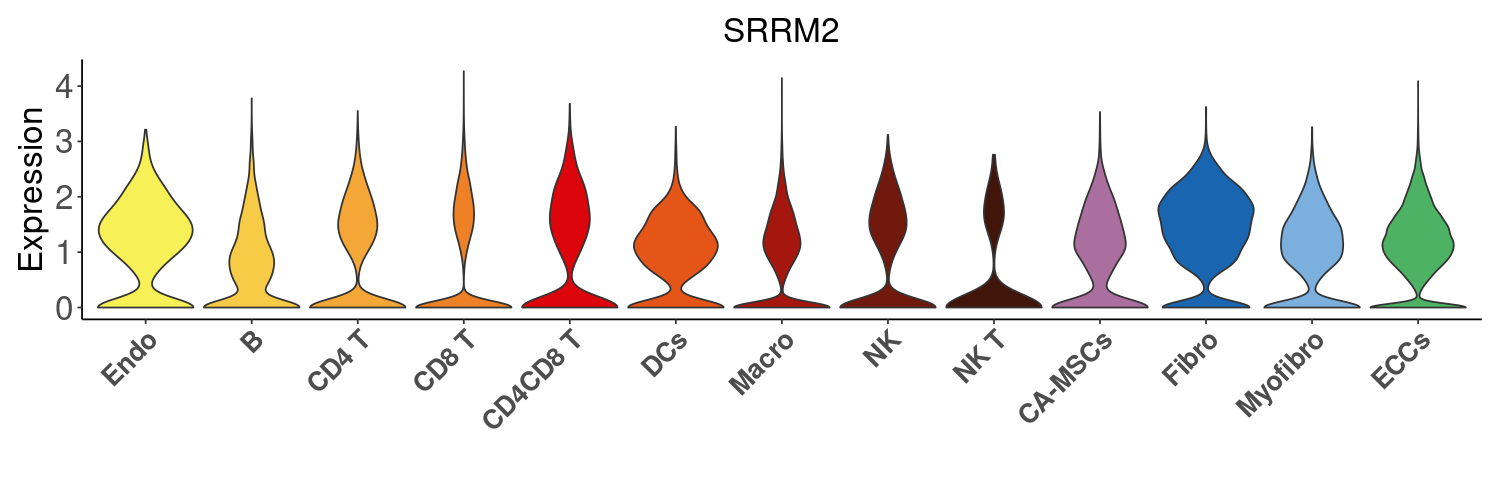 SRRM2
Expression
4
3
2
1
0
Endo
B
CD4 T
CD8 T
CD4CD8 T
DCs
Macro
NK
NK T
CA-MSCs
Fibro
Myofibro
ECCs